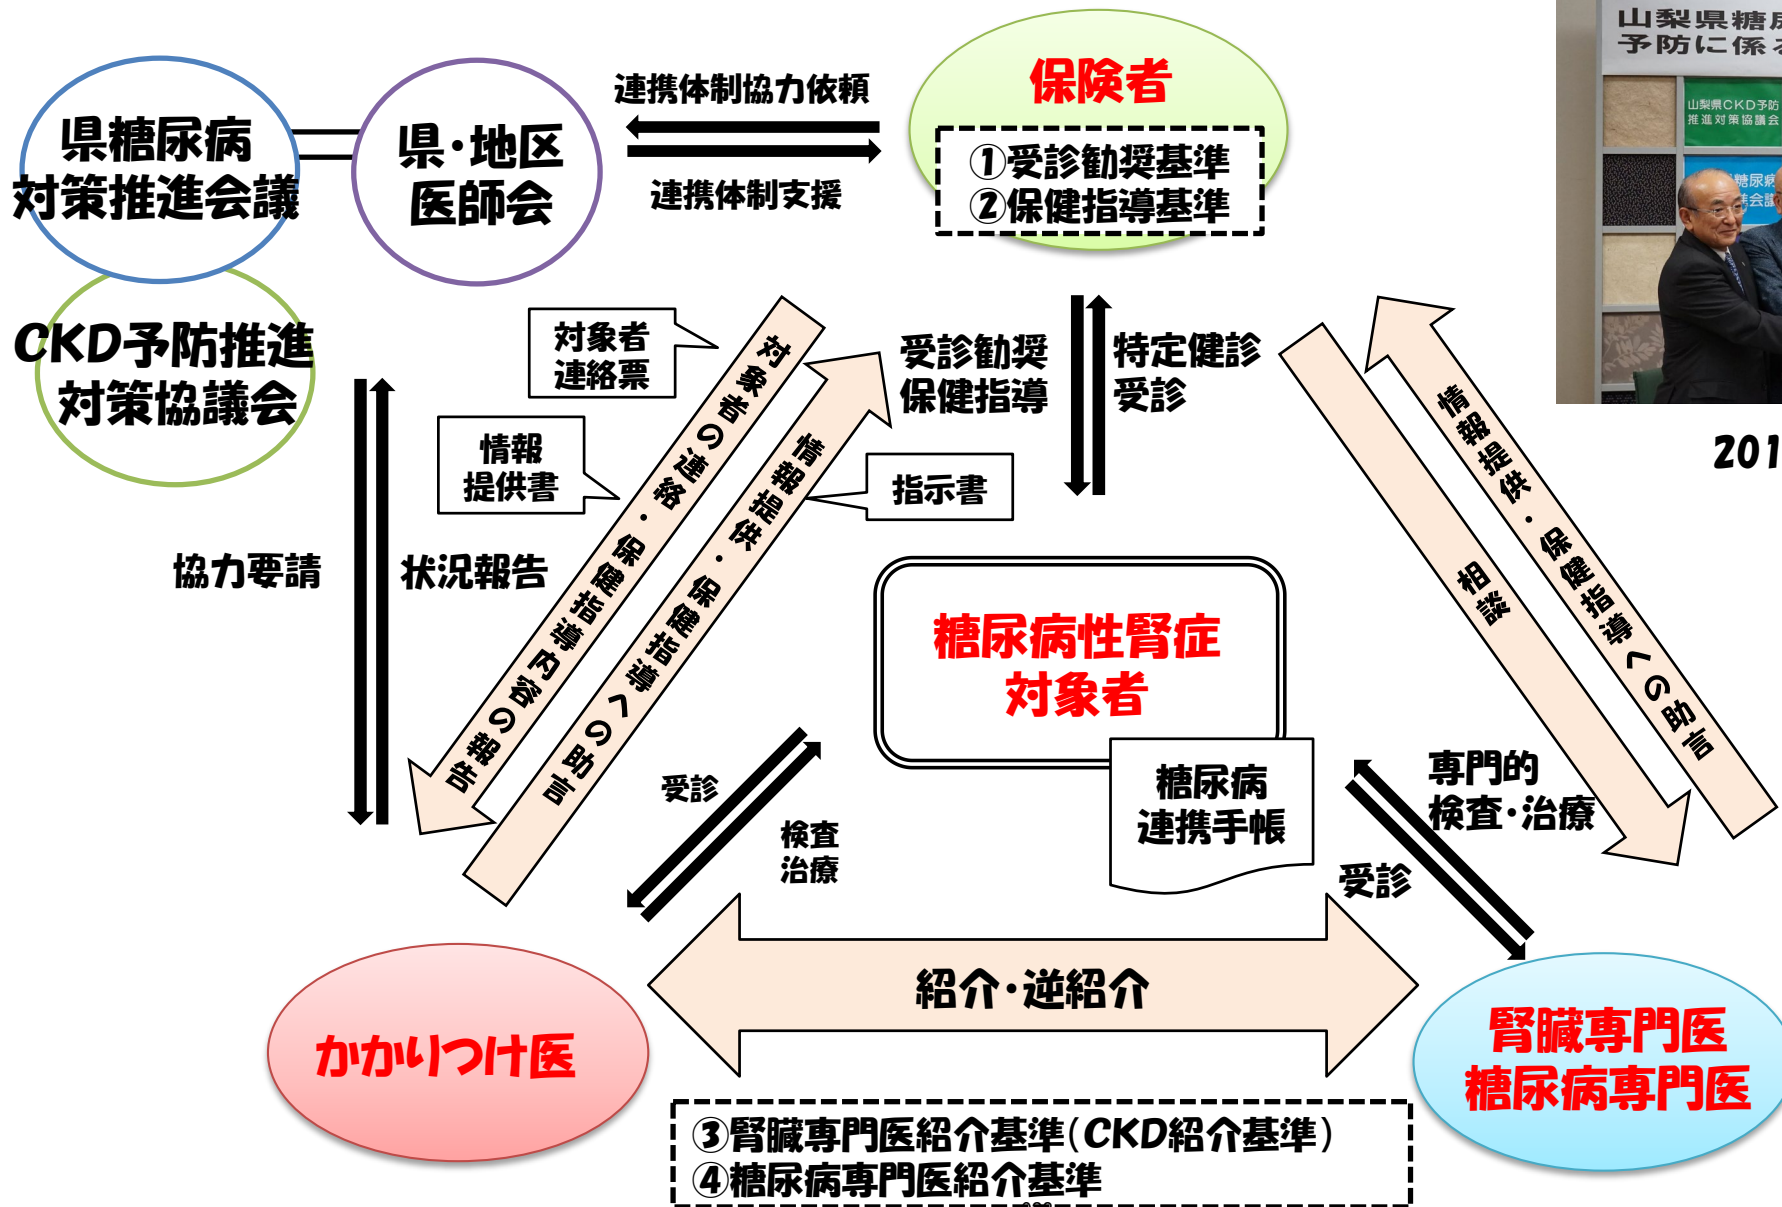 山梨県糖尿
予防に係
山梨県CKD予防
推進対策協議会
糖尿病
進会議
201
保険者
①受診勧奨基準
②保健指導基準
連携体制協力依頼
連携体制支援
県糖尿病
対策推進会議
県・地区
医師会
CKD予防推進
対策協議会
対象者
連絡票
情報
提供書
指示書
対象者の連絡・保健指導内容の報告
情報提供・保健指導への助言
受診勧奨
保健指導
特定健診
受診
情報提供・保健指導への助言
相談
協力要請
状況報告
糖尿病性腎症
対象者
糖尿病
連携手帳
受診
検査
治療
専門的
検査・治療
受診
紹介・逆紹介
かかりつけ医
腎臓専門医
糖尿病専門医
③腎臓専門医紹介基準(CKD紹介基準)
④糖尿病専門医紹介基準